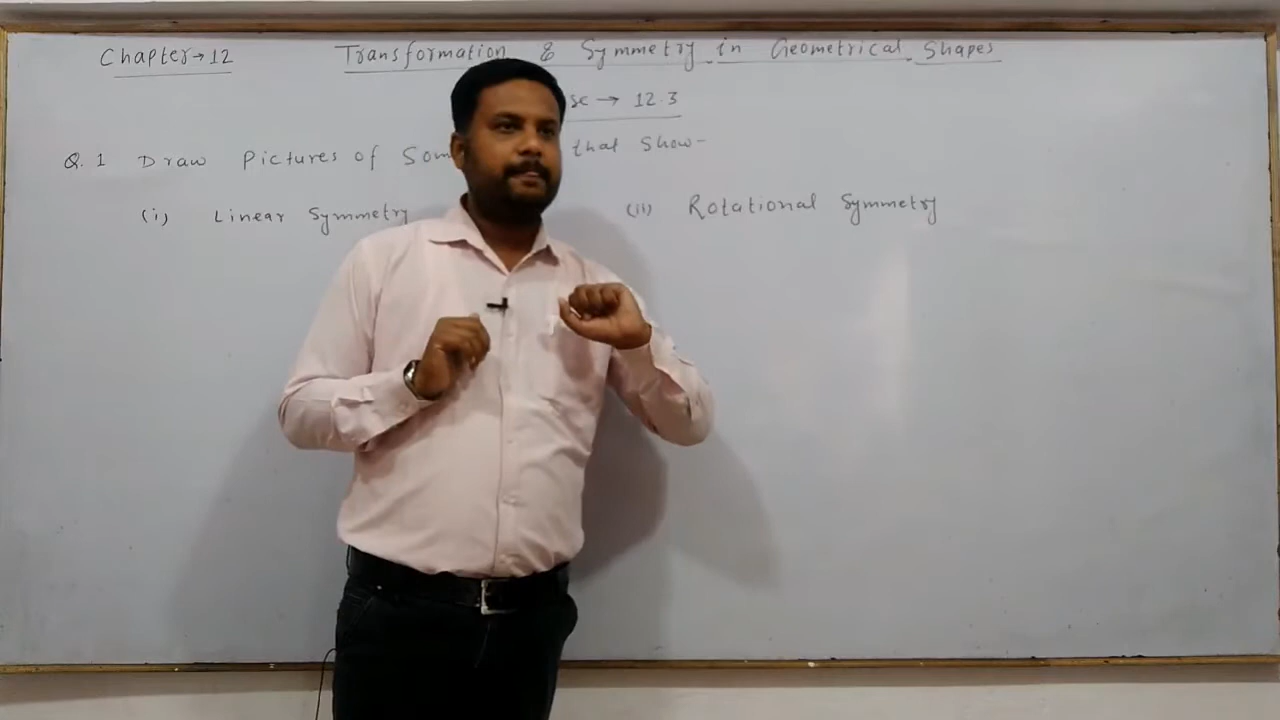 Chapter→12 Transformation & Symmetry in Geometrical Shapes
→ 12.3
Q.1 Draw Pictures of that Show-
(i) Linear Symmetry (ii) Rotational Symmetry